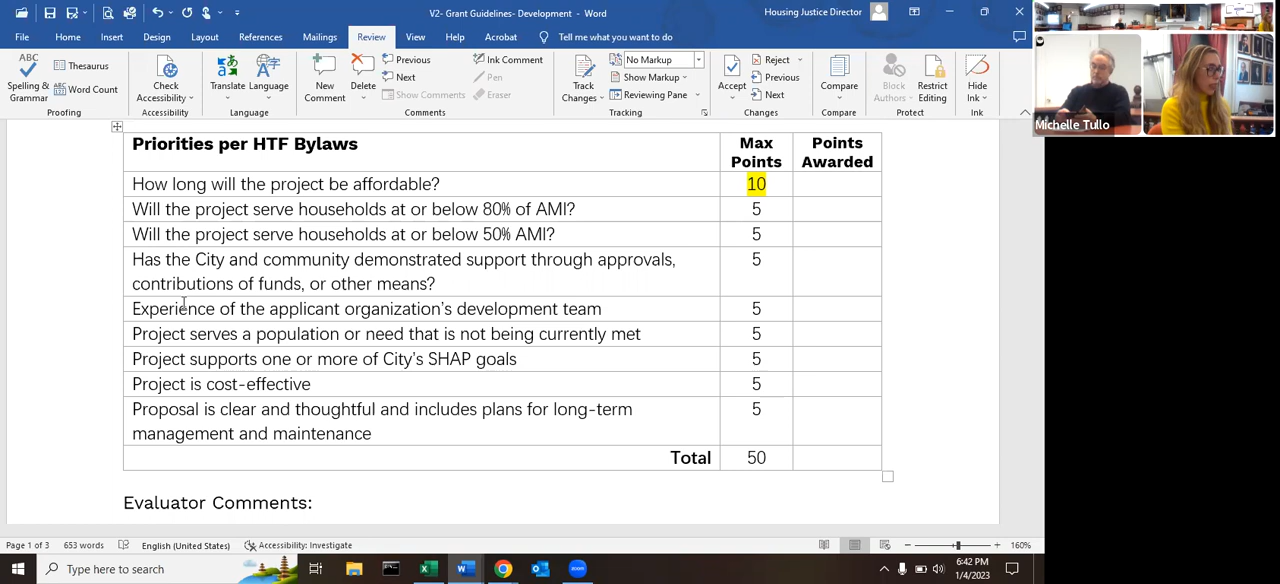 V2- Grant Guidelines- Development - Word
Housing Justice Director
File Home Insert Design Layout References Mailings Review View Help Acrobat Tell me what you want to do
ABC
Spelling & Grammar
Thesaurus
Word Count
Proofing
Check Accessibility
Accessibility
Translate
Language
Language
New Comment
Delete
Previous
Next
Show Comments
Ink Comment
Pen
Eraser
Comments
Track Changes
No Markup
Show Markup
Reviewing Pane
Tracking
Accept
Reject
Previous
Next
Changes
Compare
Compare
Block Authors
Restrict Editing
Protect
Hide Ink
Ink
Michelle Tullo
Priorities per HTF Bylaws Max Points Points Awarded
How long will the project be affordable? 10
Will the project serve households at or below 80% of AMI? 5
Will the project serve households at or below 50% AMI? 5
Has the City and community demonstrated support through approvals, 5
contributions of funds, or other means?
Experience of the applicant organization's development team 5
Project serves a population or need that is not being currently met 5
Project supports one or more of City's SHAP goals 5
Project is cost-effective 5
Proposal is clear and thoughtful and includes plans for long-term 5
management and maintenance
Total 50
Evaluator Comments:
Page 1 of 3 653 words English (United States) Accessibility: Investigate 160%
Type here to search
6:42 PM
1/4/2023